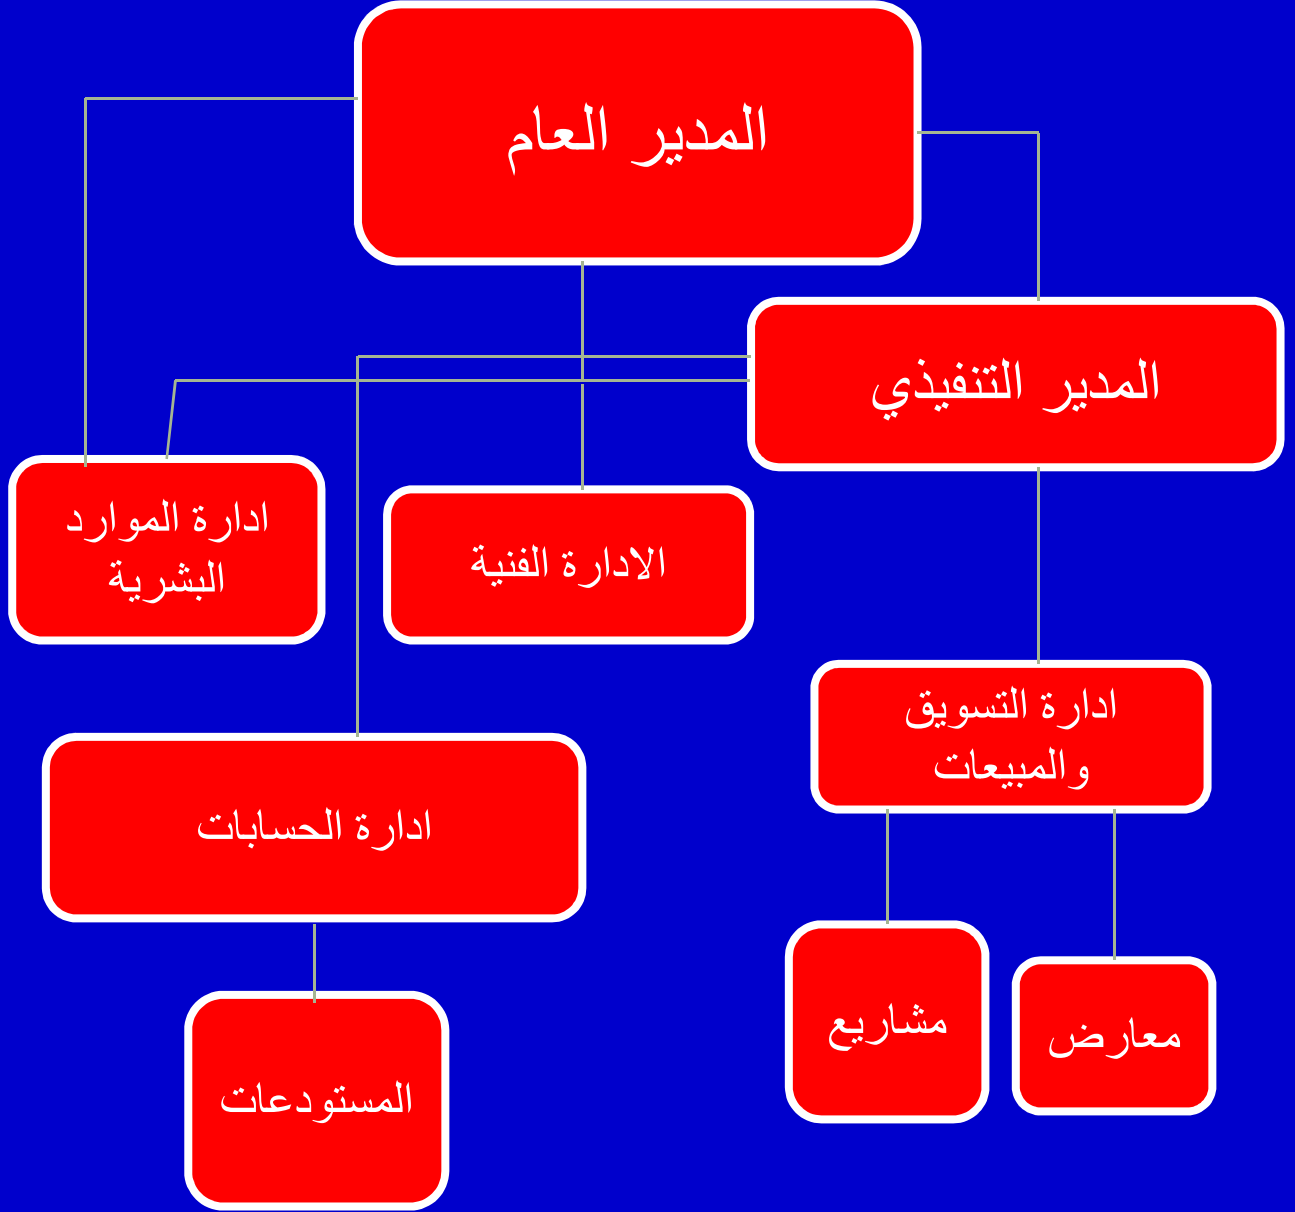 المدير العام
المدير التنفيذي
ادارة الموارد
البشرية
الادارة الفنية
ادارة التسويق
والمبيعات
ادارة الحسابات
مشاريع
معارض
المستودعات